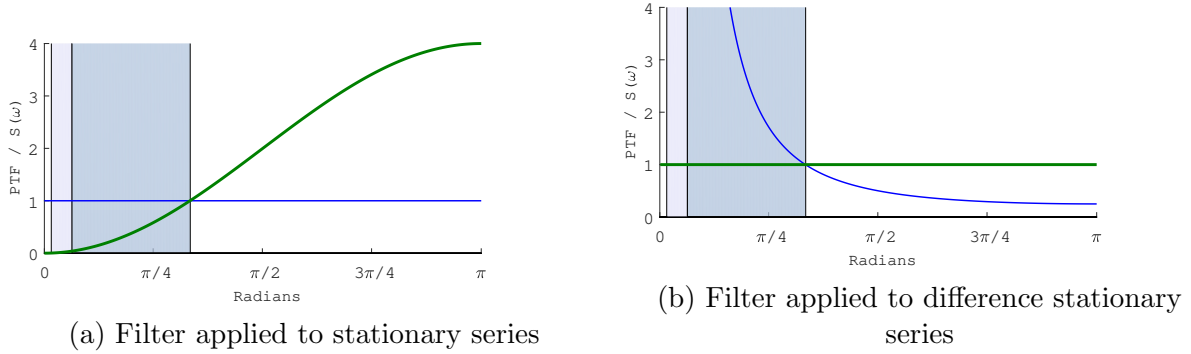 4
3
2
1
0
PTF / S(ω)
0
π/4
π/2
3π/4
π
Radians
(a) Filter applied to stationary series
4
3
2
1
0
PTF / S(ω)
0
π/4
π/2
3π/4
π
Radians
(b) Filter applied to difference stationary
series